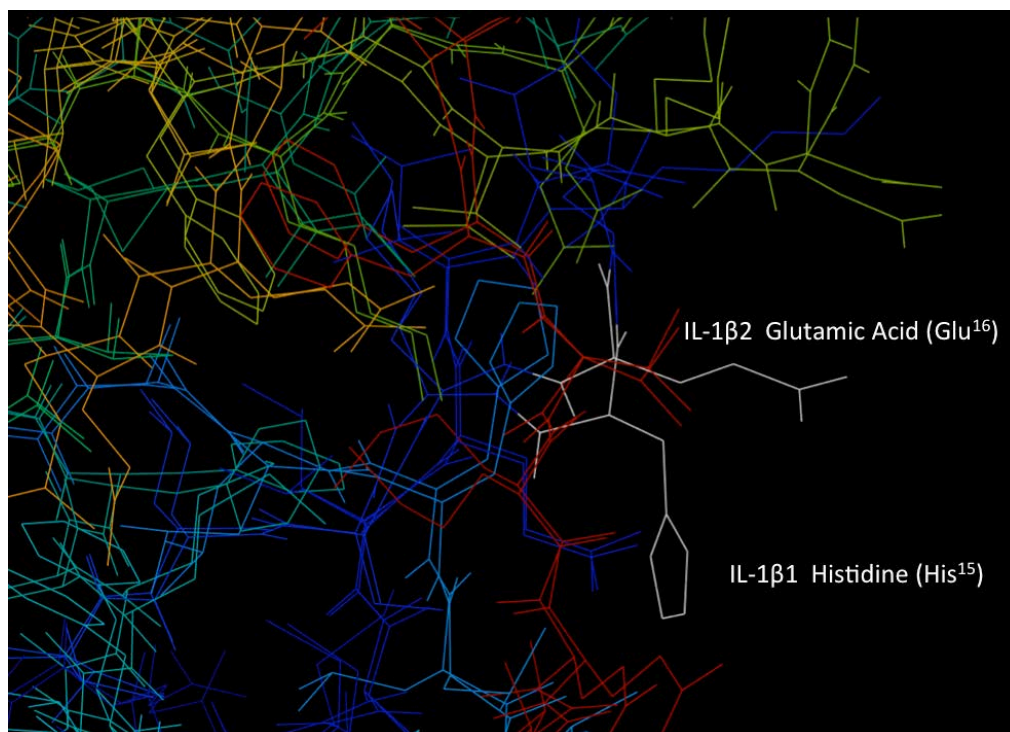 IL-1β2 Glutamic Acid (Glu¹⁶)
IL-1β1 Histidine (His¹⁵)